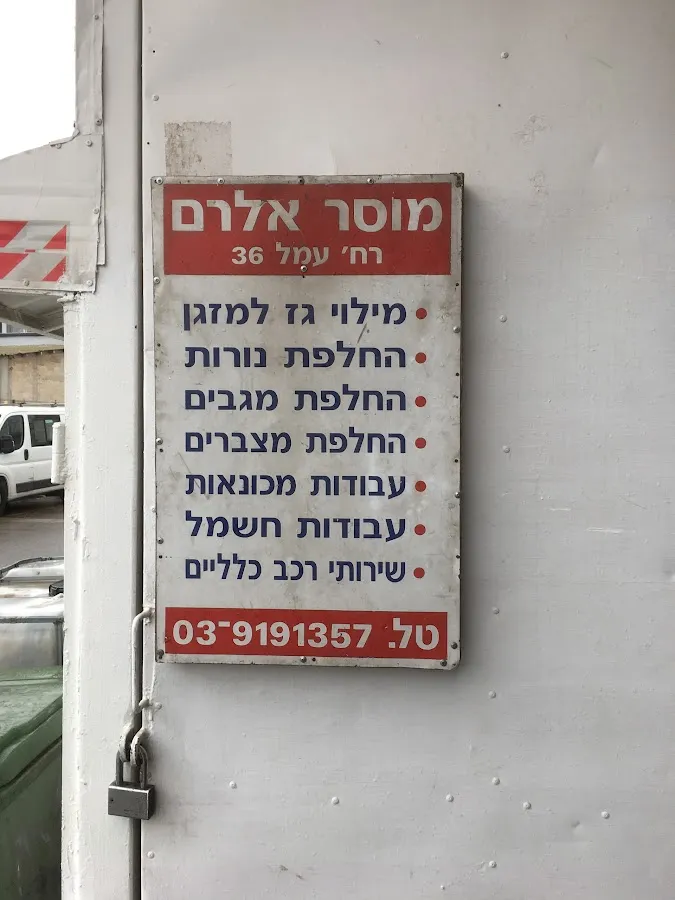 מוסך אלרם
רח׳ עמל 36
• מילוי גז למזגן
• החלפת נורות
• החלפת מגבים
• החלפת מצברים
• עבודות מכונאות
• עבודות חשמל
• שירותי רכב כלליים
טל. 03-9191357